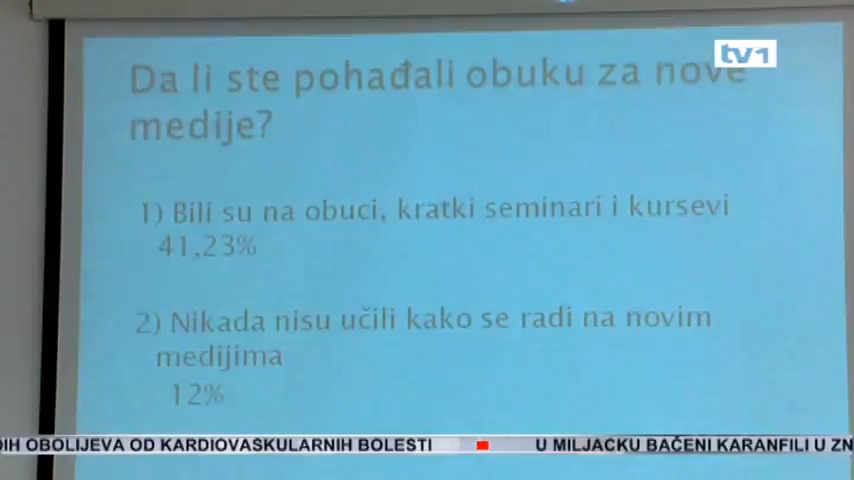 tv1
Da li ste pohađali obuku za nove
medije?
1) Bili su na obuci, kratki seminari i kursevi
41,23%
2) Nikada nisu učili kako se radi na novim
medijima
12%
OBOLIJEVA OD KARDIOVASKULARNIH BOLESTI
U MILJACKU BAČENI KARANFILI U ZN